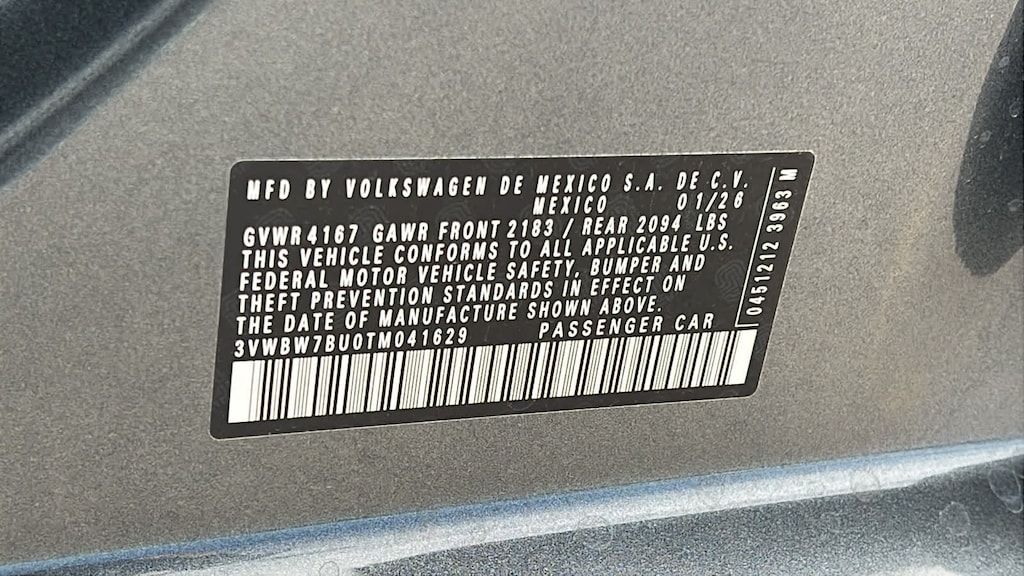 MFD BY VOLKSWAGEN DE MEXICO S.A. DE C.V.
MEXICO 01/26
GVWR 4167 GAWR FRONT 2183 / REAR 2094 LBS
THIS VEHICLE CONFORMS TO ALL APPLICABLE U.S.
FEDERAL MOTOR VEHICLE SAFETY, BUMPER AND
THEFT PREVENTION STANDARDS IN EFFECT ON
THE DATE OF MANUFACTURE SHOWN ABOVE.
3VWBW7BU0TM041629 PASSENGER CAR
0451212 3963 M